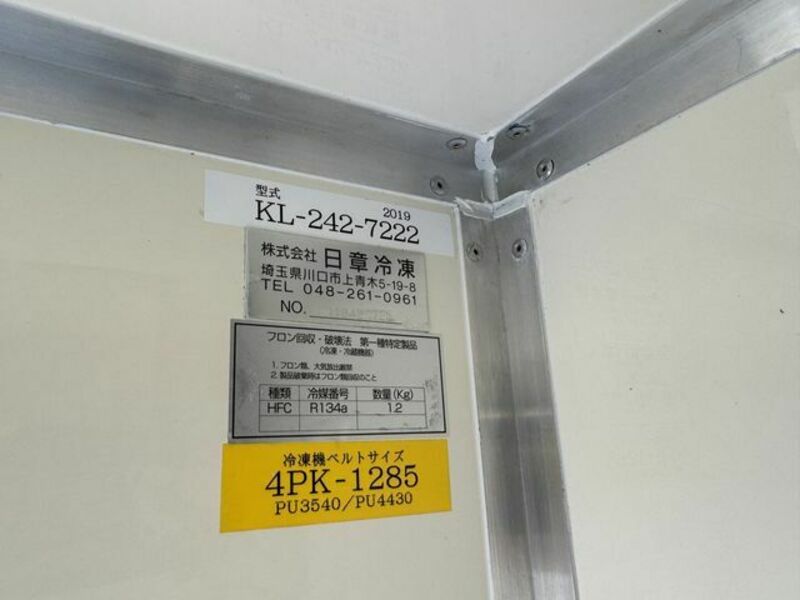 型式
2019
KL-242-7222
株式会社 日章冷凍
埼玉県川口市上青木5-19-8
TEL 048-261-0961
NO.
フロン回収・破壊法 第一種特定製品
(冷凍・冷蔵機器)
1. フロン類、大気放出厳禁
2. 製品破棄時はフロン類回収のこと
種類 冷媒番号 数量(Kg)
HFC R134a 1.2
冷凍機ベルトサイズ
4PK-1285
PU3540/PU4430